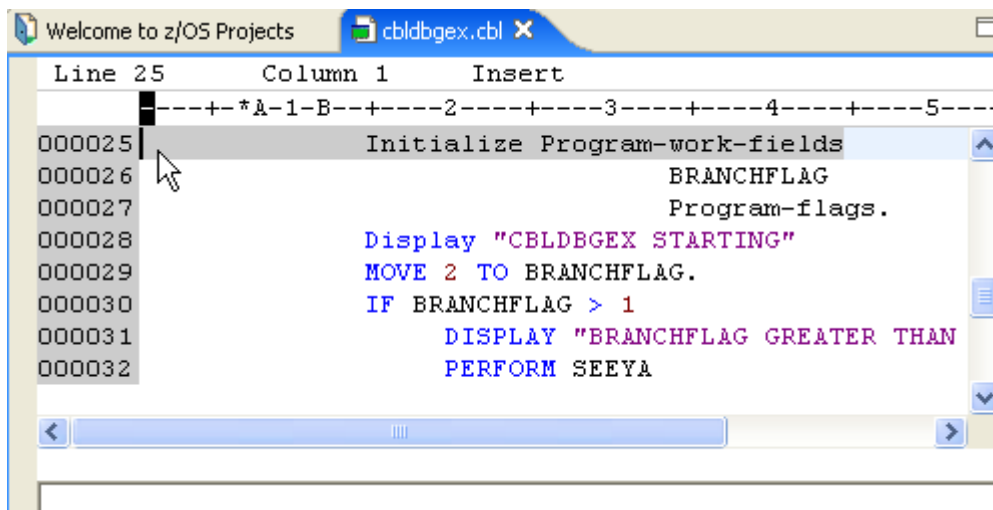 Welcome to z/OS Projects cbldbgex.cbl
Line 25 Column 1 Insert
----+-*A-1-B--+----2----+----3----+----4----+----5----
000025 Initialize Program-work-fields
000026 BRANCHFLAG
000027 Program-flags.
000028 Display "CBLDBGEX STARTING"
000029 MOVE 2 TO BRANCHFLAG.
000030 IF BRANCHFLAG > 1
000031 DISPLAY "BRANCHFLAG GREATER THAN
000032 PERFORM SEEYA